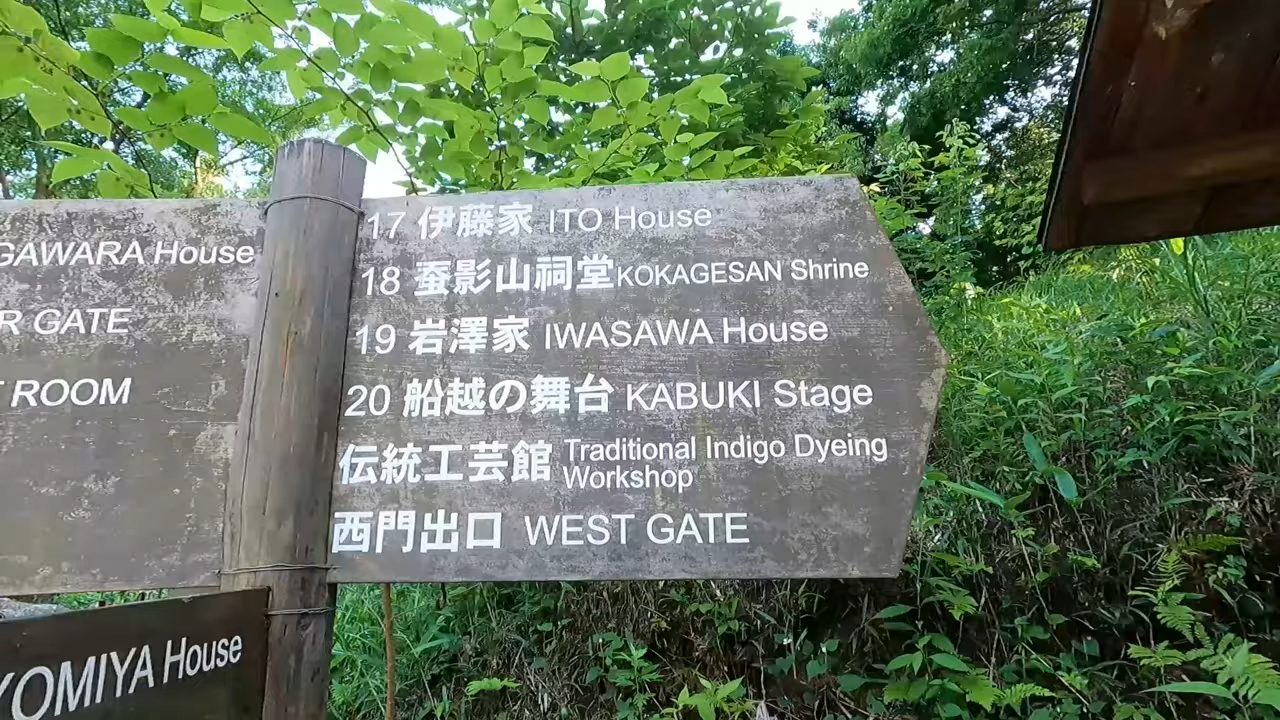 GAWARA House
R GATE
T ROOM
17 伊藤家 ITO House
18 蚕影山祠堂 KOKAGESAN Shrine
19 岩澤家 IWASAWA House
20 船越の舞台 KABUKI Stage
伝統工芸館 Traditional Indigo Dyeing
Workshop
西門出口 WEST GATE
YOMIYA House